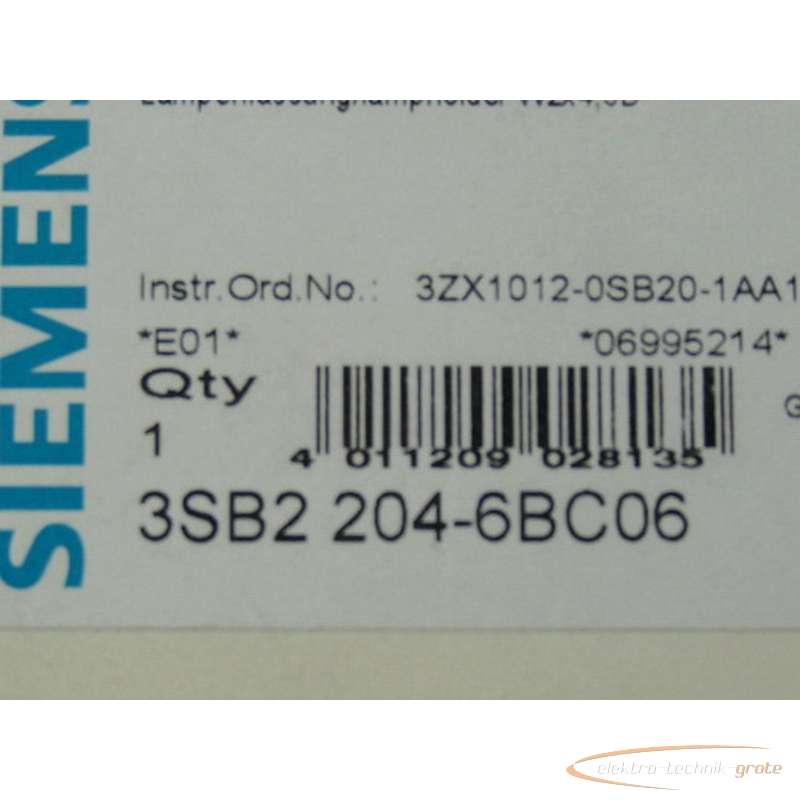 SIEMENS
Instr.Ord.No.: 3ZX1012-0SB20-1AA1
*E01* *06995214*
Qty
1
4 011209 028135
G
3SB2 204-6BC06
elektro-technik-grote